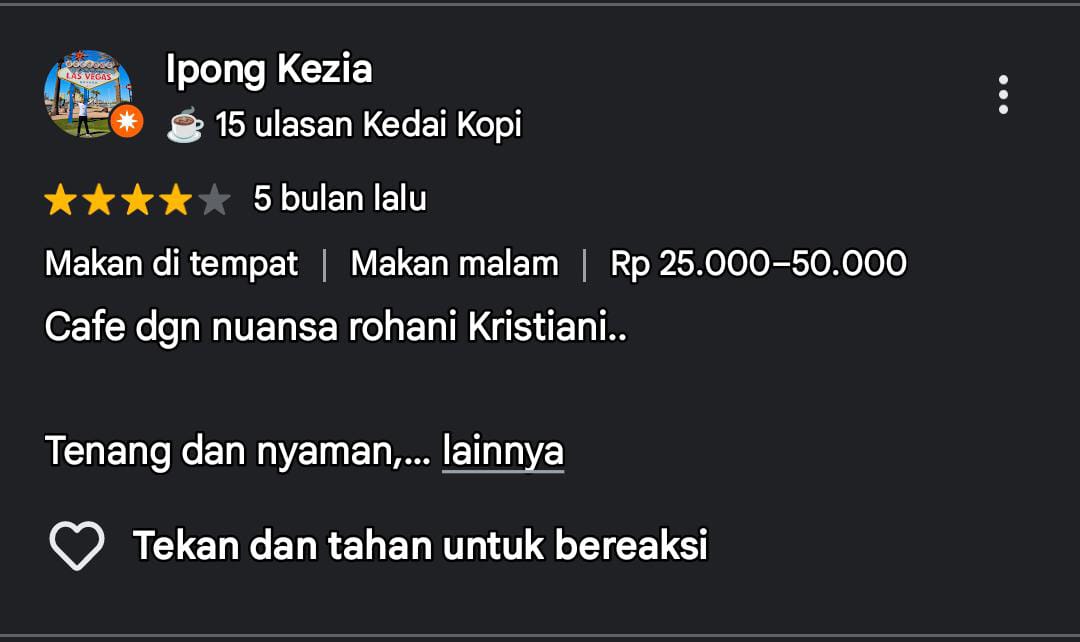 LAS VEGAS
Ipong Kezia
15 ulasan Kedai Kopi
5 bulan lalu
Makan di tempat | Makan malam | Rp 25.000–50.000
Cafe dgn nuansa rohani Kristiani..
Tenang dan nyaman,... lainnya
Tekan dan tahan untuk bereaksi